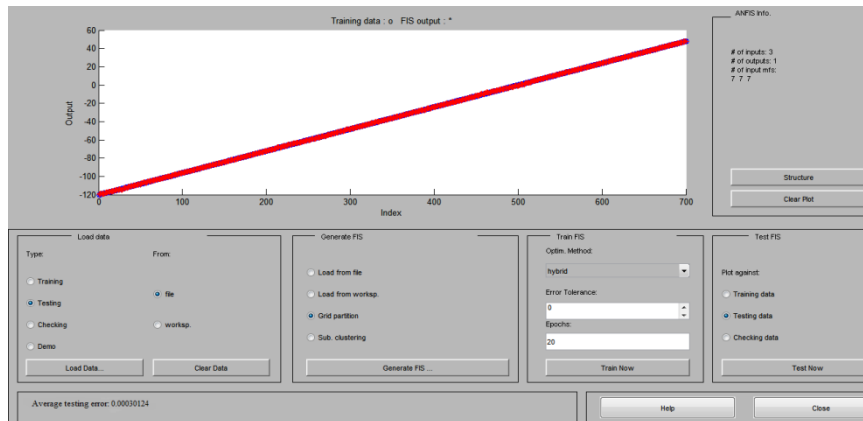 Training data : o FIS output : *
60
40
20
0
-20
-40
-60
-80
-100
-120
Output
0 100 200 300 400 500 600 700
Index
ANFIS Info.
# of inputs: 3
# of outputs: 1
# of input mfs:
7 7 7
Structure
Clear Plot
Load data
Type:
From:
Training
Testing
Checking
Demo
file
worksp.
Load Data...
Clear Data
Generate FIS
Load from file
Load from worksp.
Grid partition
Sub. clustering
Generate FIS ...
Train FIS
Optim. Method:
hybrid
Error Tolerance:
0
Epochs:
20
Train Now
Test FIS
Plot against:
Training data
Testing data
Checking data
Test Now
Average testing error: 0.00030124
Help
Close